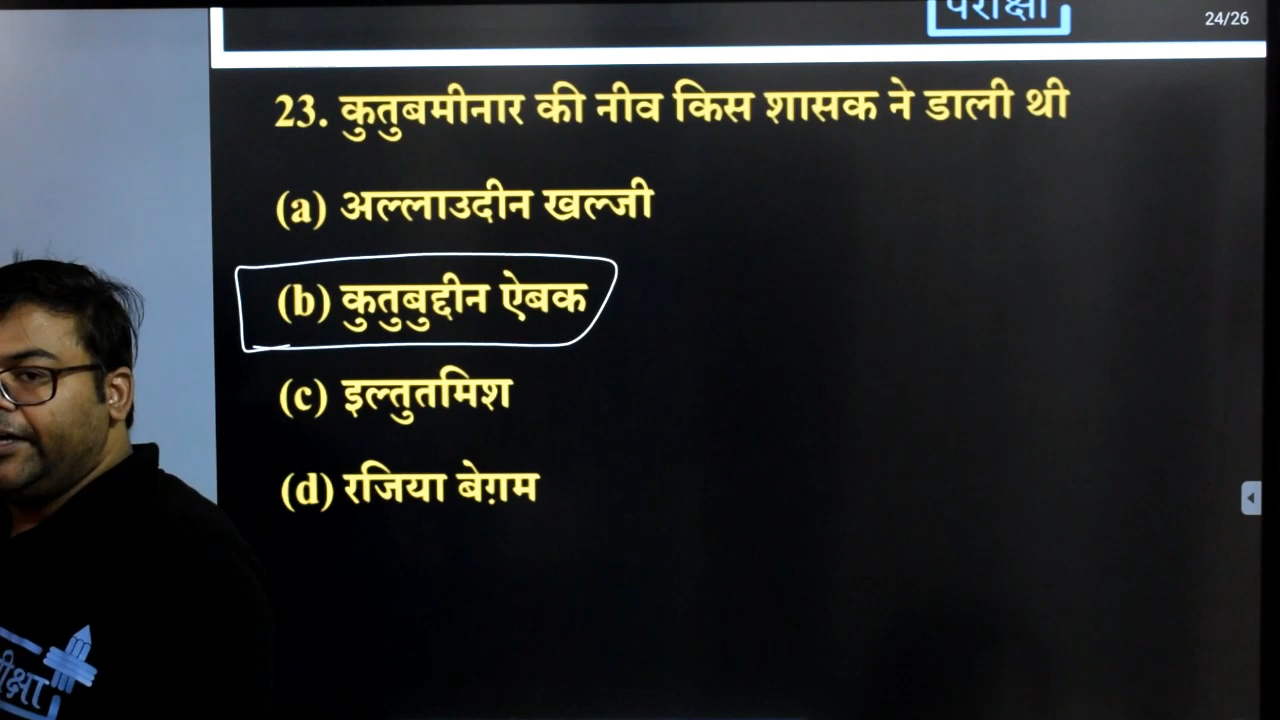 परीक्षा
24/26
23. कुतुबमीनार की नीव किस शासक ने डाली थी
(a) अल्लाउदीन खल्जी
(b) कुतुबुद्दीन ऐबक
(c) इल्तुतमिश
(d) रजिया बेग़म